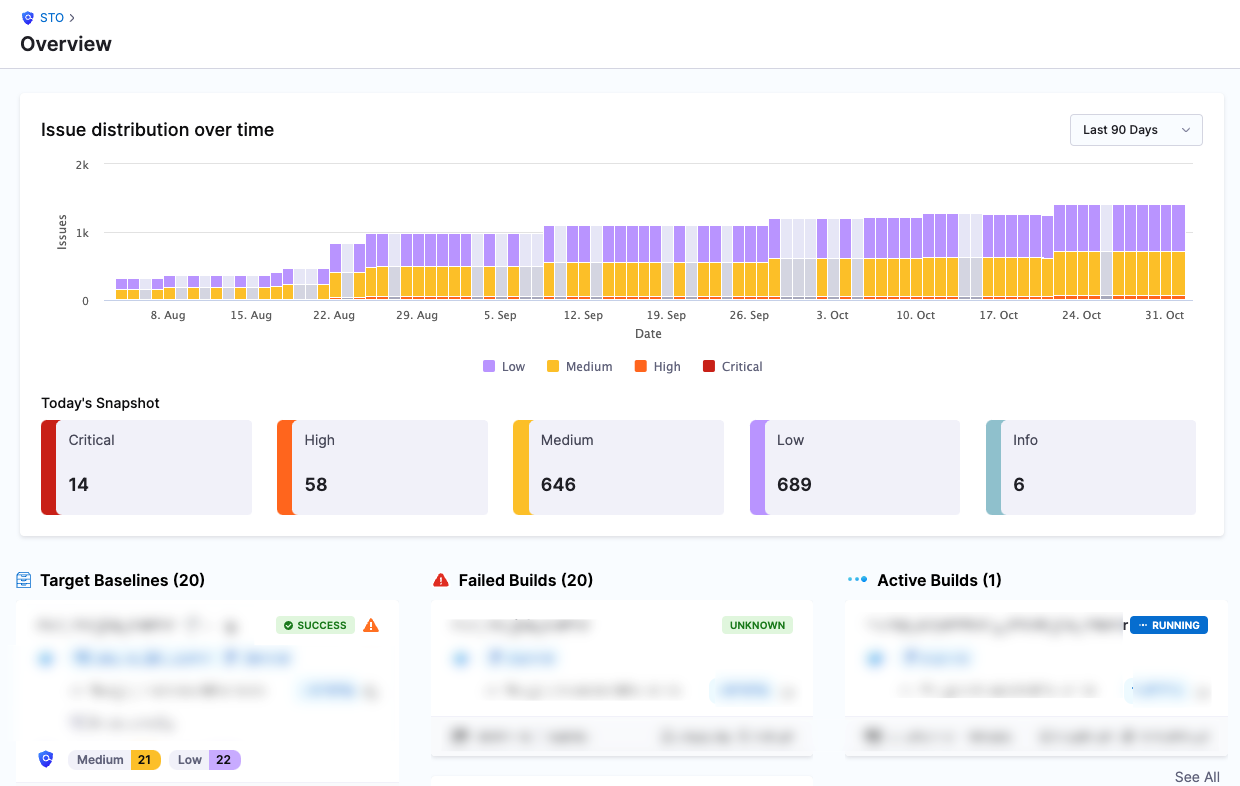 STO
Overview
Issue distribution over time
Last 90 Days
2k
1k
0
Issues
8. Aug 15. Aug 22. Aug 29. Aug 5. Sep 12. Sep 19. Sep 26. Sep 3. Oct 10. Oct 17. Oct 24. Oct 31. Oct
Date
Low Medium High Critical
Today's Snapshot
Critical High Medium Low Info
14 58 646 689 6
Target Baselines (20) Failed Builds (20) Active Builds (1)
SUCCESS UNKNOWN r RUNNING
Medium 21 Low 22
See All